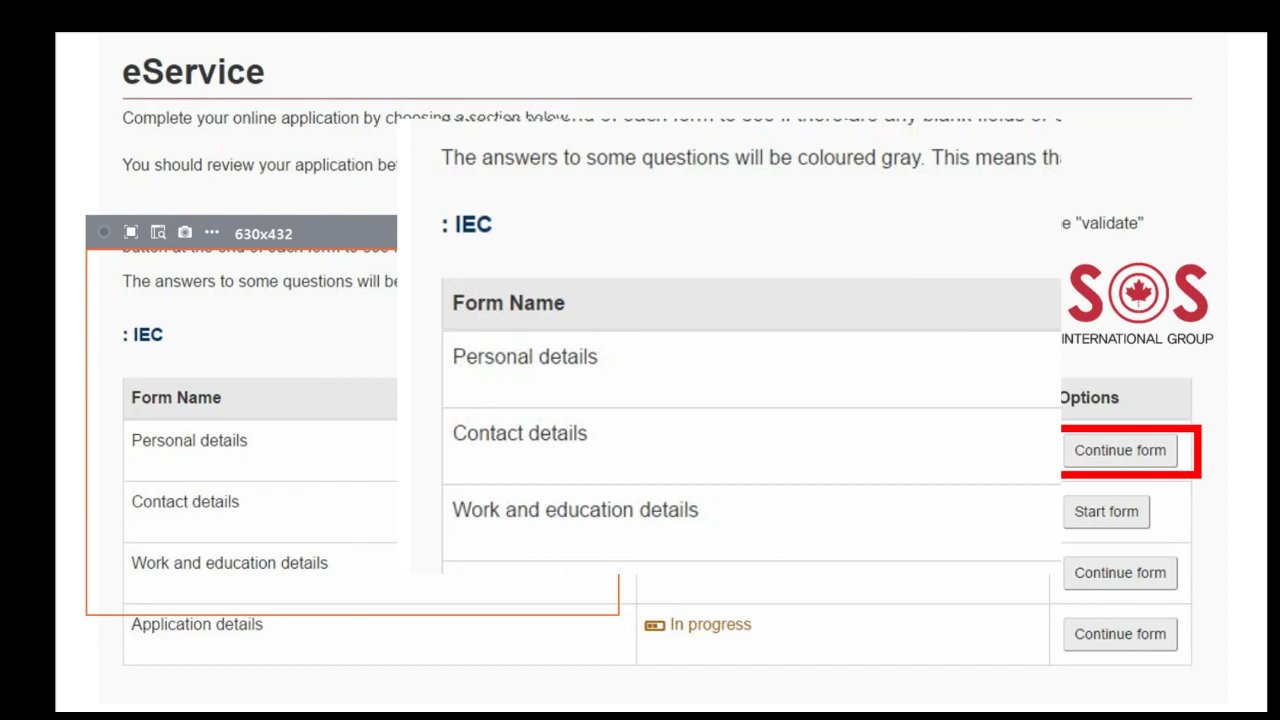 eService
Complete your online application by choosing a section below.
You should review your application be
The answers to some questions will be coloured gray. This means th
: IEC
e "validate"
630x432
The answers to some questions will be
: IEC
SOS
INTERNATIONAL GROUP
Form Name
Personal details
Contact details
Work and education details
Form Name
Options
Personal details
Continue form
Contact details
Start form
Work and education details
Continue form
Application details
In progress
Continue form